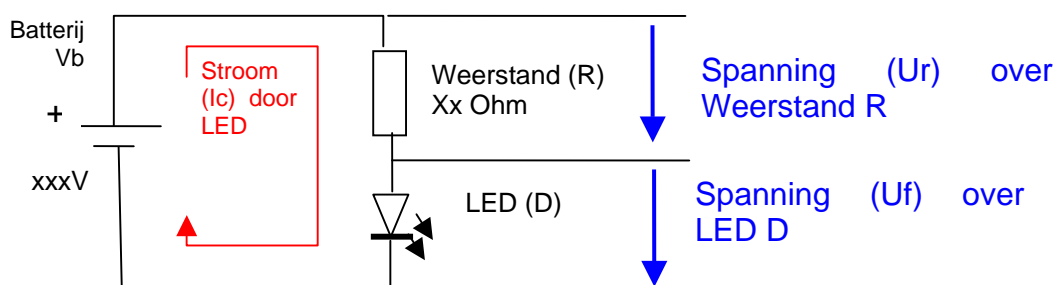 Batterij
Vb
+
xxxV
Stroom
(Ic) door
LED
Weerstand (R)
Xx Ohm
LED (D)
Spanning (Ur) over
Weerstand R
Spanning (Uf) over
LED D